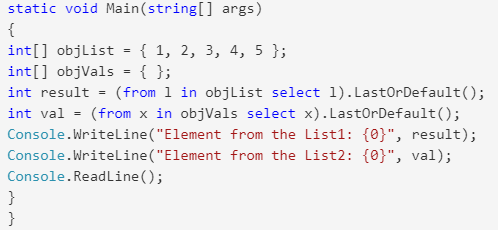 static void Main(string[] args)
{
int[] objList = { 1, 2, 3, 4, 5 };
int[] objVals = { };
int result = (from l in objList select l).LastOrDefault();
int val = (from x in objVals select x).LastOrDefault();
Console.WriteLine("Element from the List1: {0}", result);
Console.WriteLine("Element from the List2: {0}", val);
Console.ReadLine();
}
}